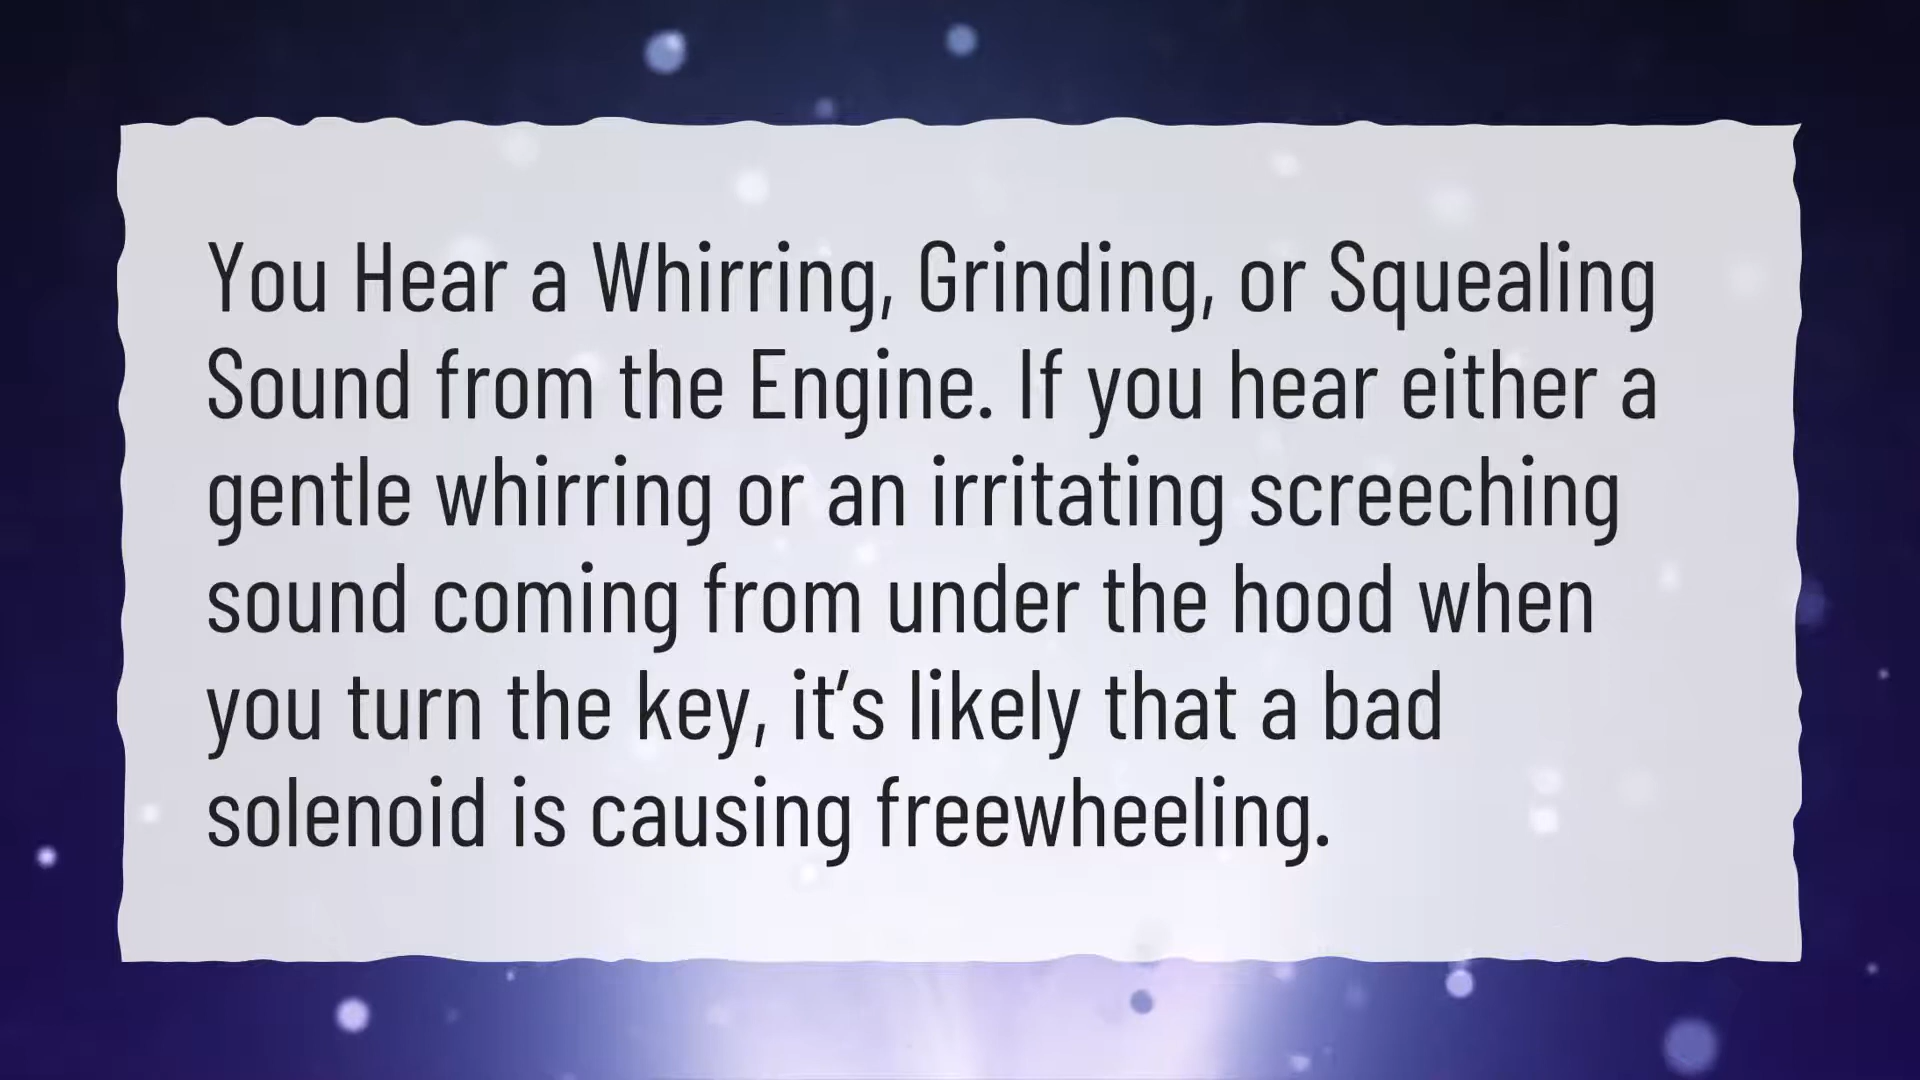 You Hear a Whirring, Grinding, or Squealing
Sound from the Engine. If you hear either a
gentle whirring or an irritating screeching
sound coming from under the hood when
you turn the key, it’s likely that a bad
solenoid is causing freewheeling.